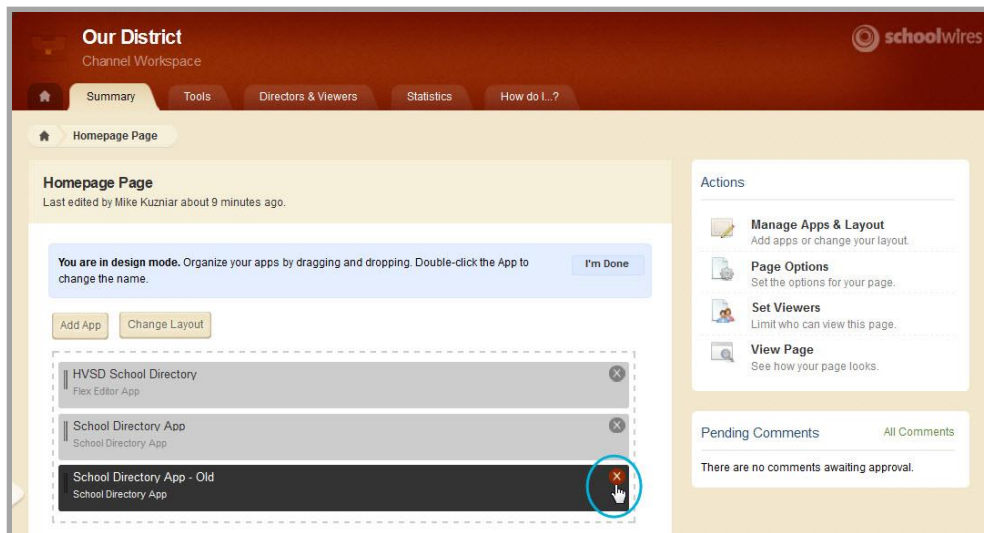 Our District
Channel Workspace
schoolwires
Summary
Tools
Directors & Viewers
Statistics
How do I...?
Homepage Page
Homepage Page
Last edited by Mike Kuzniar about 9 minutes ago.
You are in design mode. Organize your apps by dragging and dropping. Double-click the App to
change the name.
I'm Done
Add App
Change Layout
HVSD School Directory
Flex Editor App
School Directory App
School Directory App
School Directory App - Old
School Directory App
Actions
Manage Apps & Layout
Add apps or change your layout.
Page Options
Set the options for your page.
Set Viewers
Limit who can view this page.
View Page
See how your page looks.
Pending Comments
All Comments
There are no comments awaiting approval.